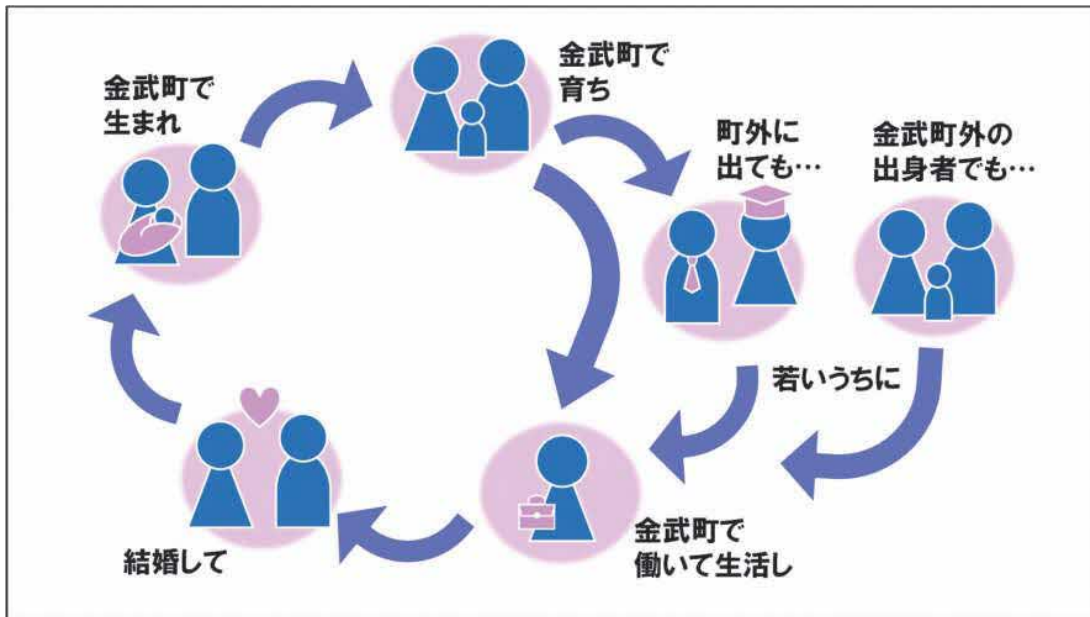 金武町で
生まれ
金武町で
育ち
町外に
出ても…
金武町外の
出身者でも…
若いうちに
金武町で
働いて生活し
結婚して